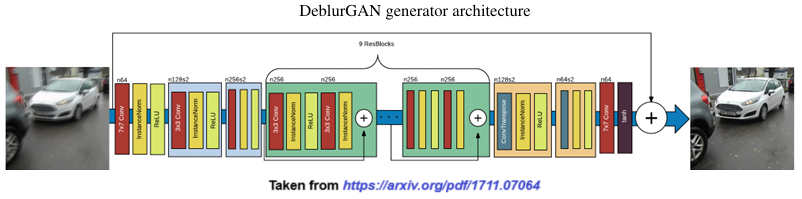 DeblurGAN generator architecture
9 ResBlocks
n64
n128s2
n256s2
n256
n256
n256
n256
n128s2
n64s2
n64
7x7 Conv
InstanceNorm
ReLU
3x3 Conv
InstanceNorm
ReLU
3x3 Conv
InstanceNorm
ReLU
3x3 Conv
InstanceNorm
+
...
+
ConvTranspose
InstanceNorm
ReLU
7x7 Conv
tanh
+
Taken from https://arxiv.org/pdf/1711.07064